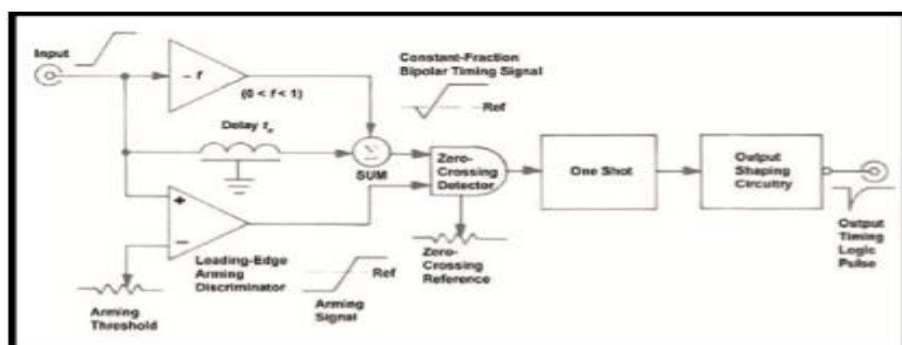 Input
− f
(0 < f < 1)
Constant-Fraction
Bipolar Timing Signal
Ref
Delay
SUM
Zero-
Crossing
Detector
One Shot
Output
Shaping
Circuitry
+
−
Leading-Edge
Arming
Discriminator
Ref
Arming
Signal
Zero-
Crossing
Reference
Output
Timing
Logic
Pulse
Arming
Threshold